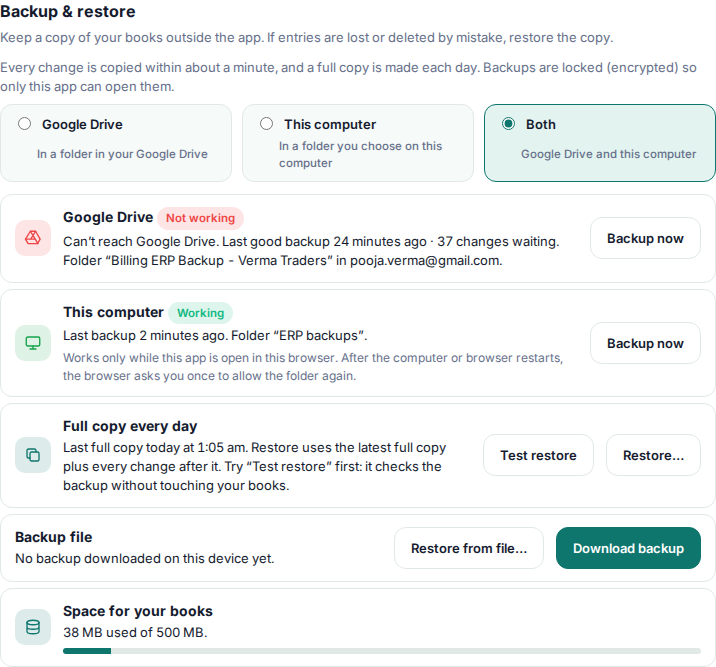 Backup & restore
Keep a copy of your books outside the app. If entries are lost or deleted by mistake, restore the copy.
Every change is copied within about a minute, and a full copy is made each day. Backups are locked (encrypted) so
only this app can open them.
Google Drive
In a folder in your Google Drive
This computer
In a folder you choose on this
computer
Both
Google Drive and this computer
Google Drive Not working
Can’t reach Google Drive. Last good backup 24 minutes ago · 37 changes waiting.
Folder “Billing ERP Backup - Verma Traders” in pooja.verma@gmail.com.
Backup now
This computer Working
Last backup 2 minutes ago. Folder “ERP backups”.
Works only while this app is open in this browser. After the computer or browser restarts,
the browser asks you once to allow the folder again.
Backup now
Full copy every day
Last full copy today at 1:05 am. Restore uses the latest full copy
plus every change after it. Try “Test restore” first: it checks the
backup without touching your books.
Test restore
Restore…
Backup file
No backup downloaded on this device yet.
Restore from file…
Download backup
Space for your books
38 MB used of 500 MB.